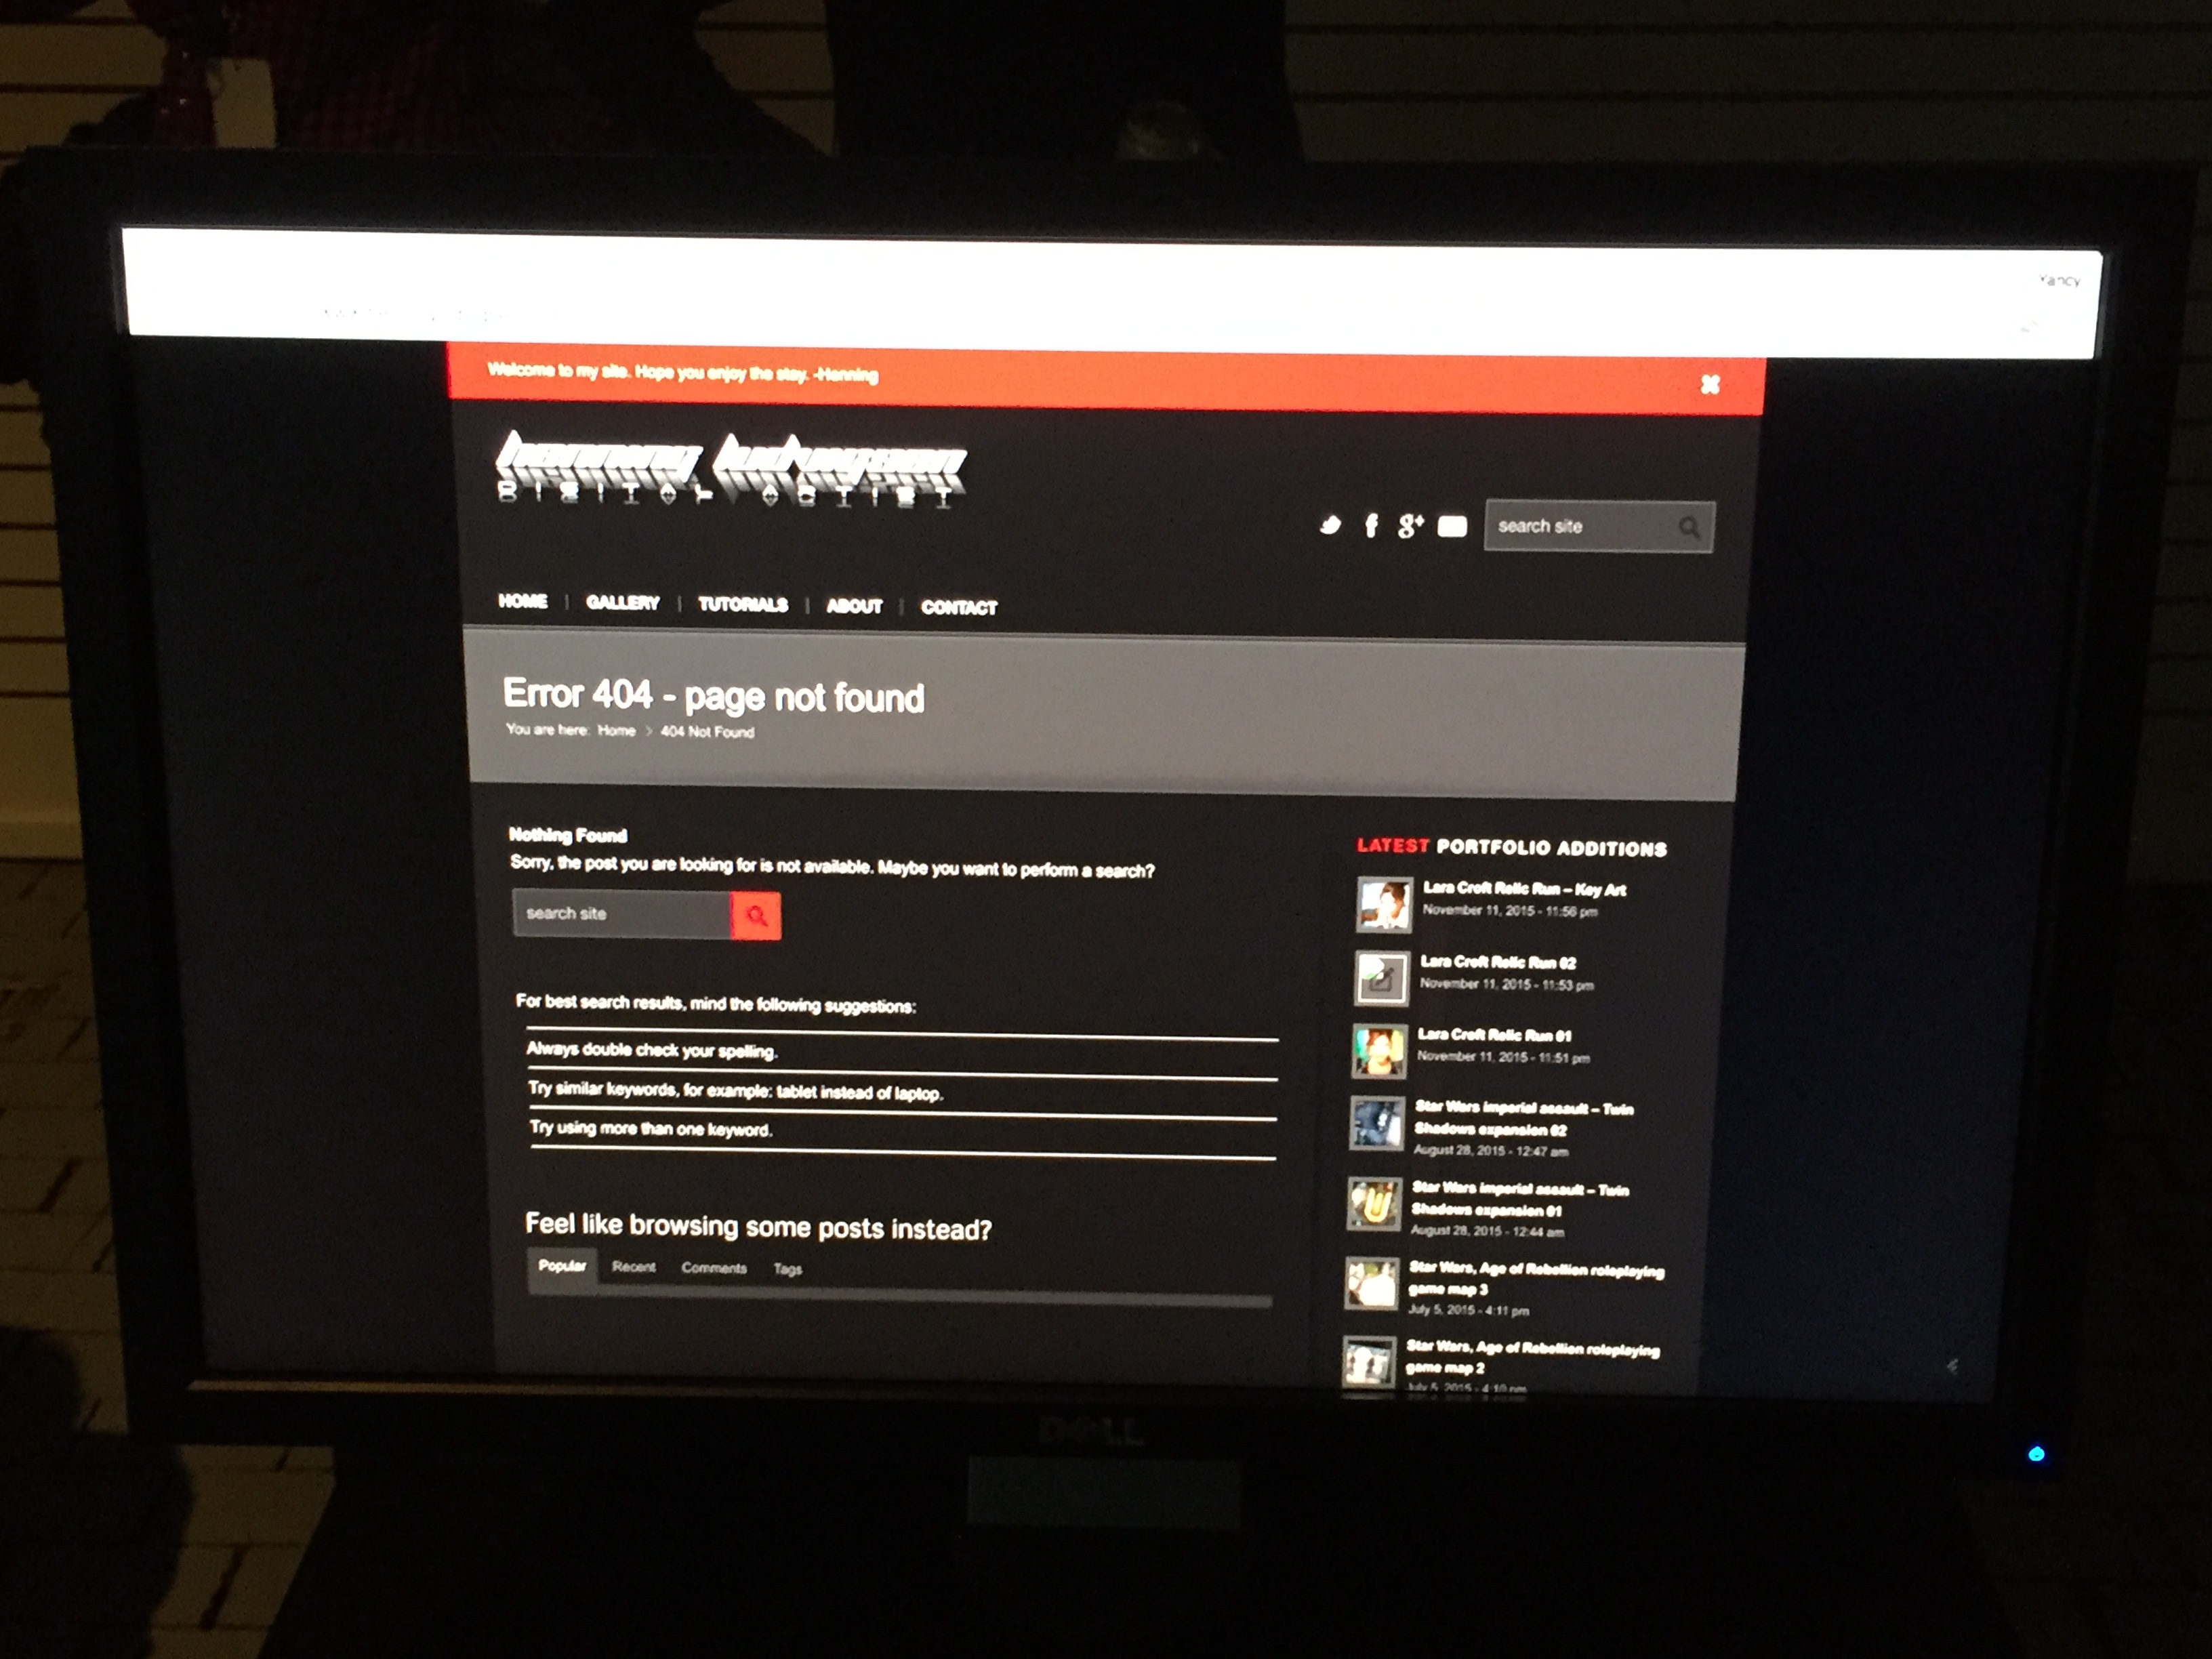 Yancy
Welcome to my site. Hope you enjoy the stay. -Henning
henning ludvigsen
DIGITAL ARTIST
search site
HOME | GALLERY | TUTORIALS | ABOUT | CONTACT
Error 404 - page not found
You are here: Home > 404 Not Found
Nothing Found
Sorry, the post you are looking for is not available. Maybe you want to perform a search?
search site
For best search results, mind the following suggestions:
Always double check your spelling.
Try similar keywords, for example: tablet instead of laptop.
Try using more than one keyword.
Feel like browsing some posts instead?
Popular Recent Comments Tags
LATEST PORTFOLIO ADDITIONS
Lara Croft Relic Run – Key Art
November 11, 2015 - 11:56 pm
Lara Croft Relic Run 02
November 11, 2015 - 11:53 pm
Lara Croft Relic Run 01
November 11, 2015 - 11:51 pm
Star Wars imperial assault – Twin
Shadows expansion 02
August 28, 2015 - 12:47 am
Star Wars imperial assault – Twin
Shadows expansion 01
August 28, 2015 - 12:44 am
Star Wars, Age of Rebellion roleplaying
game map 3
July 5, 2015 - 4:11 pm
Star Wars, Age of Rebellion roleplaying
game map 2
July 5, 2015 - 4:10 pm
DELL